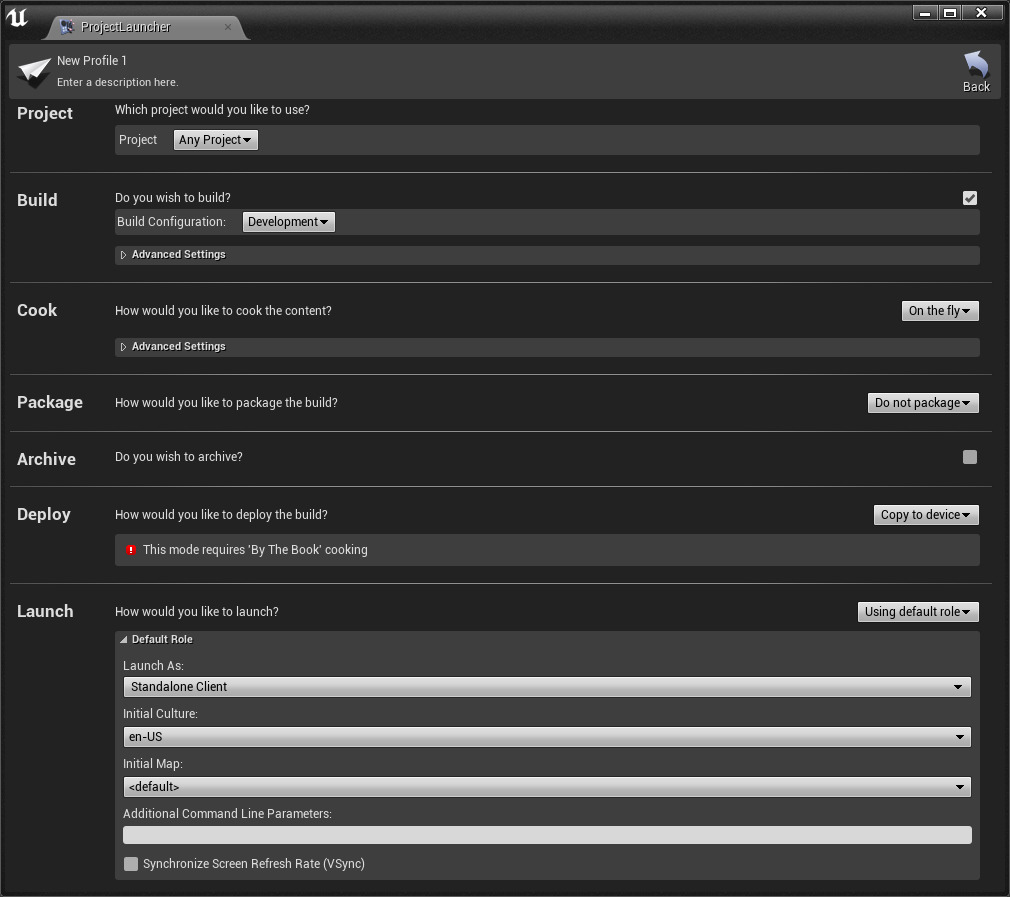 ProjectLauncher
New Profile 1
Enter a description here.
Back
Project
Which project would you like to use?
Project Any Project
Build
Do you wish to build?
Build Configuration: Development
Advanced Settings
Cook
How would you like to cook the content? On the fly
Advanced Settings
Package
How would you like to package the build? Do not package
Archive
Do you wish to archive?
Deploy
How would you like to deploy the build? Copy to device
This mode requires 'By The Book' cooking
Launch
How would you like to launch? Using default role
Default Role
Launch As:
Standalone Client
Initial Culture:
en-US
Initial Map:
<default>
Additional Command Line Parameters:
Synchronize Screen Refresh Rate (VSync)